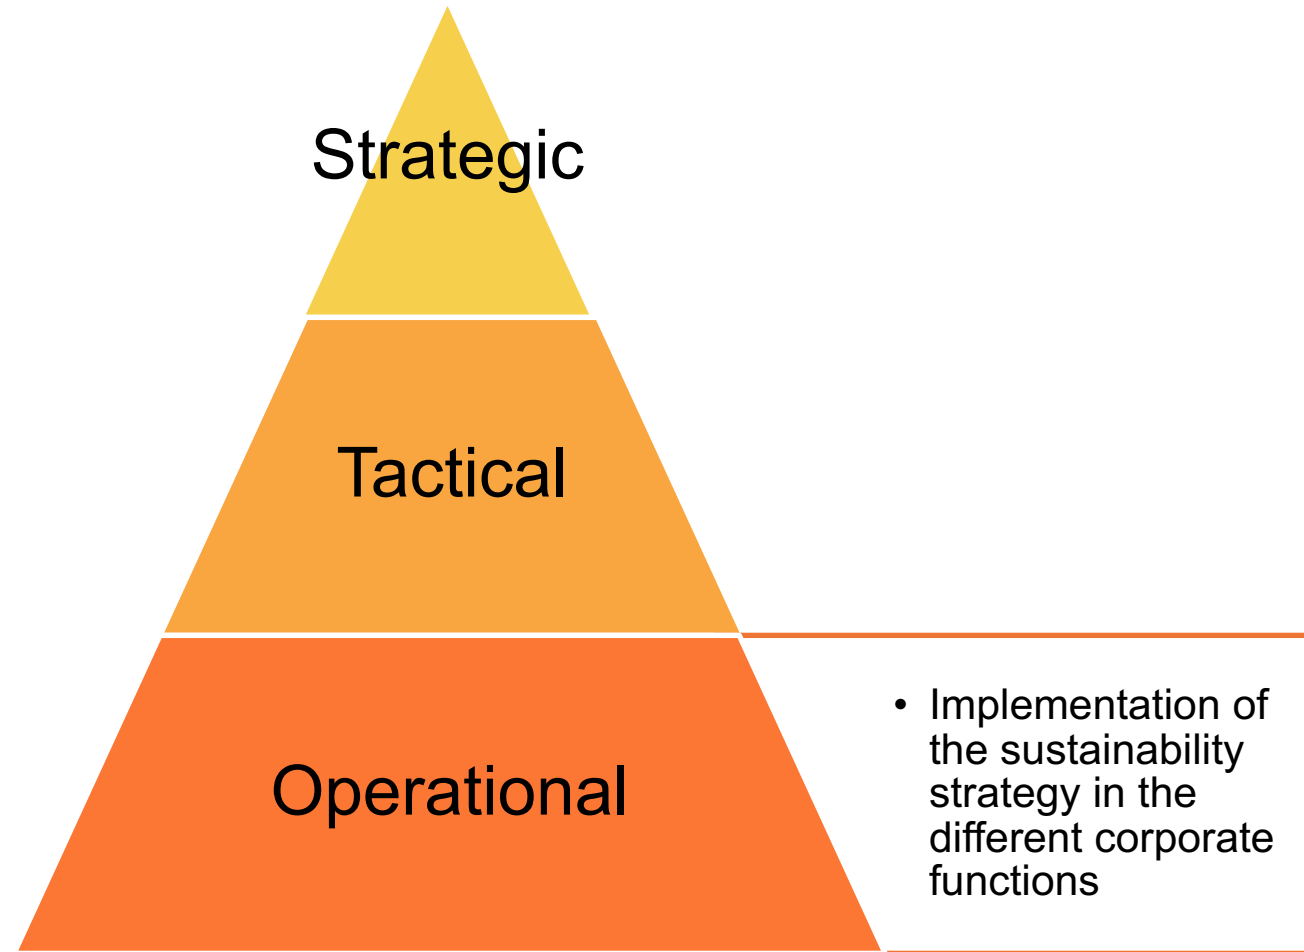 Strategic
Tactical
Operational
• Implementation of
the sustainability
strategy in the
different corporate
functions